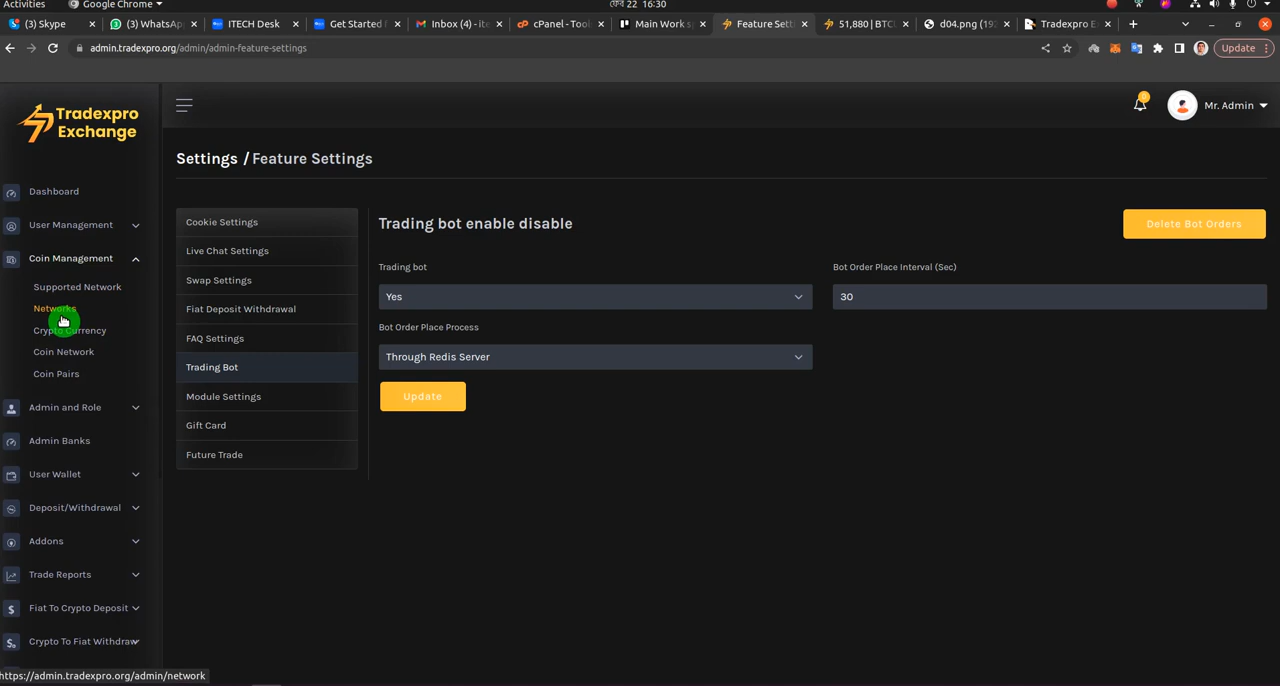 Activities Google Chrome ফেব্রু 22 16:30
(3) Skype (3) WhatsAp ITECH Desk Get Started Inbox (4) - ite cPanel - Tool Main Work s Feature Sett 51,880 | BTC d04.png (192 Tradexpro E
admin.tradexpro.org/admin/admin-feature-settings Update
Tradexpro
Exchange
0
Mr. Admin
Settings / Feature Settings
Dashboard
User Management
Coin Management
Supported Network
Networks
Crypto Currency
Coin Network
Coin Pairs
Admin and Role
Admin Banks
User Wallet
Deposit/Withdrawal
Addons
Trade Reports
Fiat To Crypto Deposit
Crypto To Fiat Withdraw
Cookie Settings
Live Chat Settings
Swap Settings
Fiat Deposit Withdrawal
FAQ Settings
Trading Bot
Module Settings
Gift Card
Future Trade
Trading bot enable disable
Delete Bot Orders
Trading bot
Yes
Bot Order Place Interval (Sec)
30
Bot Order Place Process
Through Redis Server
Update
https://admin.tradexpro.org/admin/network